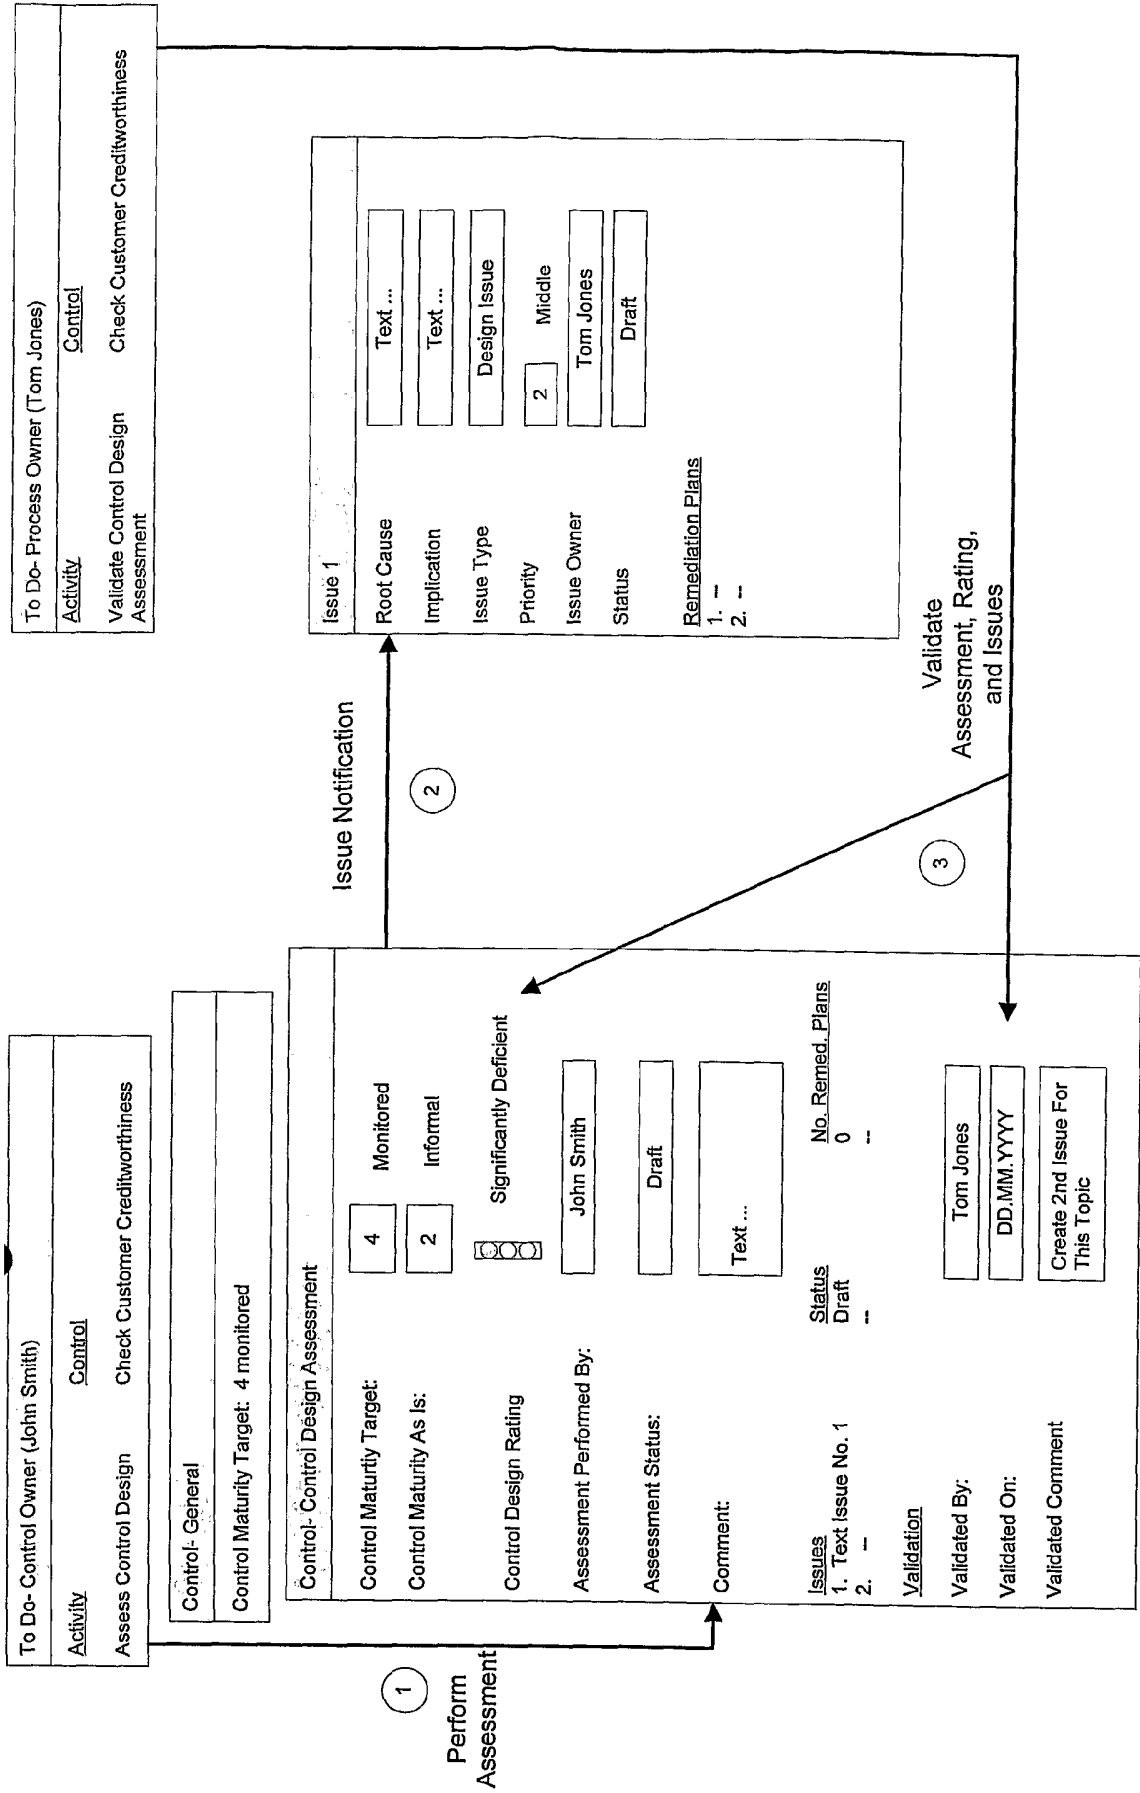 To Do- Control Owner (John Smith)
Activity
Control
Assess Control Design
Check Customer Creditworthiness
To Do- Process Owner (Tom Jones)
Activity
Control
Validate Control Design
Assessment
Check Customer Creditworthiness
Control- General
Control Maturity Target: 4 monitored
1
Perform
Assessment
Control- Control Design Assessment
Control Maturtity Target:
4
Monitored
Control Maturity As Is:
2
Informal
Control Design Rating
Significantly Deficient
Assessment Performed By:
John Smith
Assessment Status:
Draft
Comment:
Text ...
Issues
Status
No. Remed. Plans
1. Text Issue No. 1
Draft
0
2. --
--
--
Validation
Validated By:
Tom Jones
Validated On:
DD.MM.YYYY
Validated Comment
Create 2nd Issue For
This Topic
Issue Notification
2
Issue 1
Root Cause
Text ...
Implication
Text ...
Issue Type
Design Issue
Priority
2
Middle
Issue Owner
Tom Jones
Status
Draft
Remediation Plans
1. --
2. --
3
Validate
Assessment, Rating,
and Issues